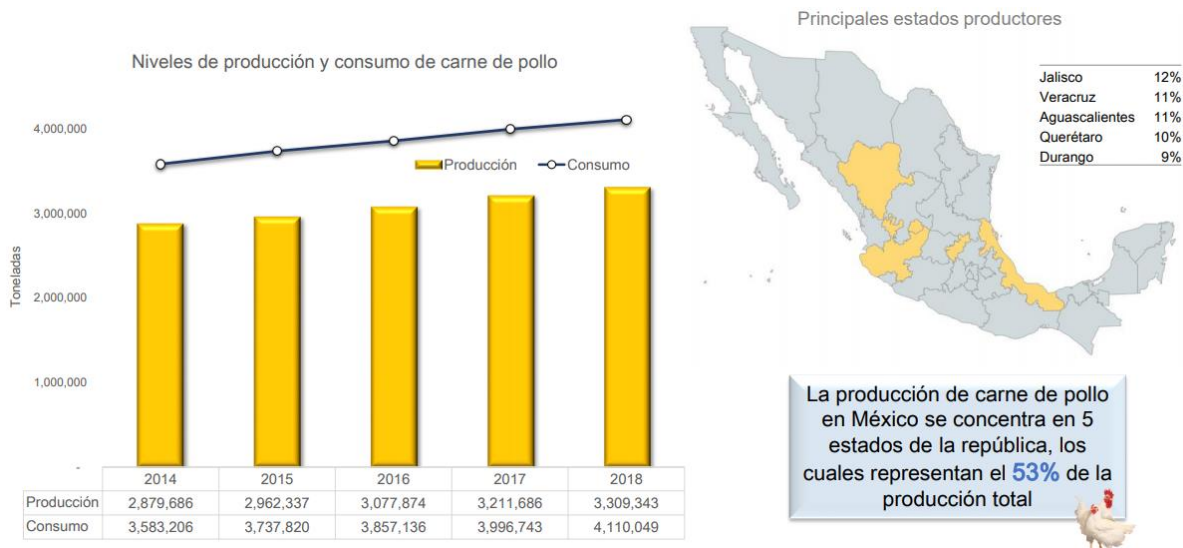 Niveles de producción y consumo de carne de pollo
Toneladas
4,000,000
3,000,000
2,000,000
1,000,000
-
Producción Consumo
2014 2015 2016 2017 2018
Producción 2,879,686 2,962,337 3,077,874 3,211,686 3,309,343
Consumo 3,583,206 3,737,820 3,857,136 3,996,743 4,110,049
Principales estados productores
Jalisco 12%
Veracruz 11%
Aguascalientes 11%
Querétaro 10%
Durango 9%
La producción de carne de pollo
en México se concentra en 5
estados de la república, los
cuales representan el 53% de la
producción total